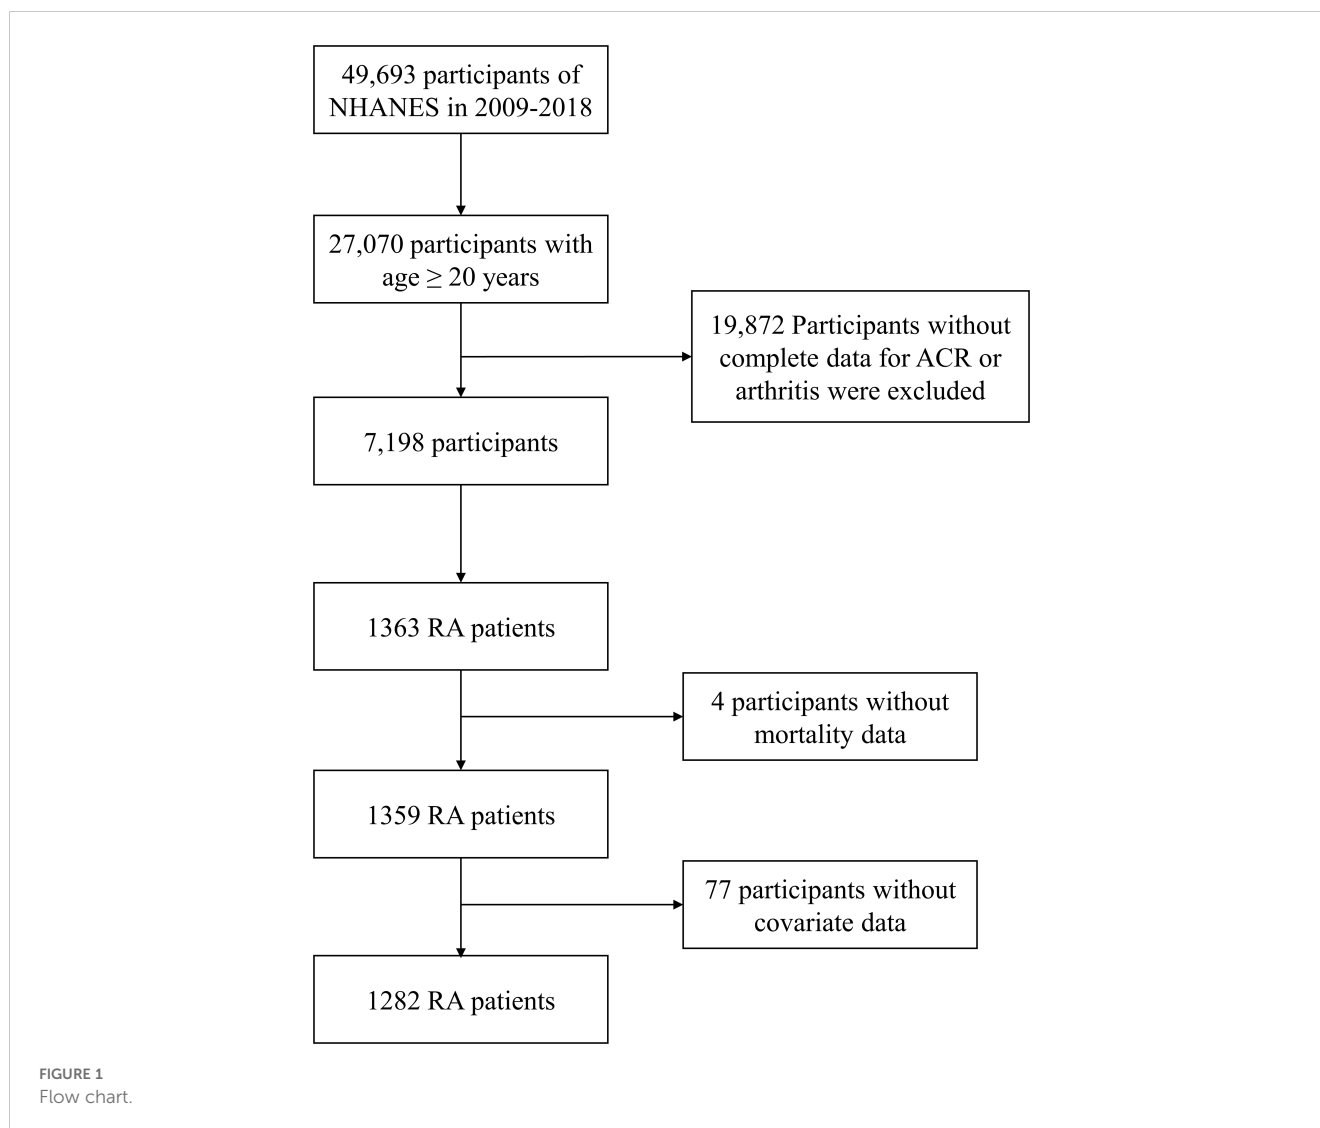 49,693 participants of
NHANES in 2009-2018
27,070 participants with
age ≥ 20 years
19,872 Participants without
complete data for ACR or
arthritis were excluded
7,198 participants
1363 RA patients
4 participants without
mortality data
1359 RA patients
77 participants without
covariate data
1282 RA patients
FIGURE 1
Flow chart.